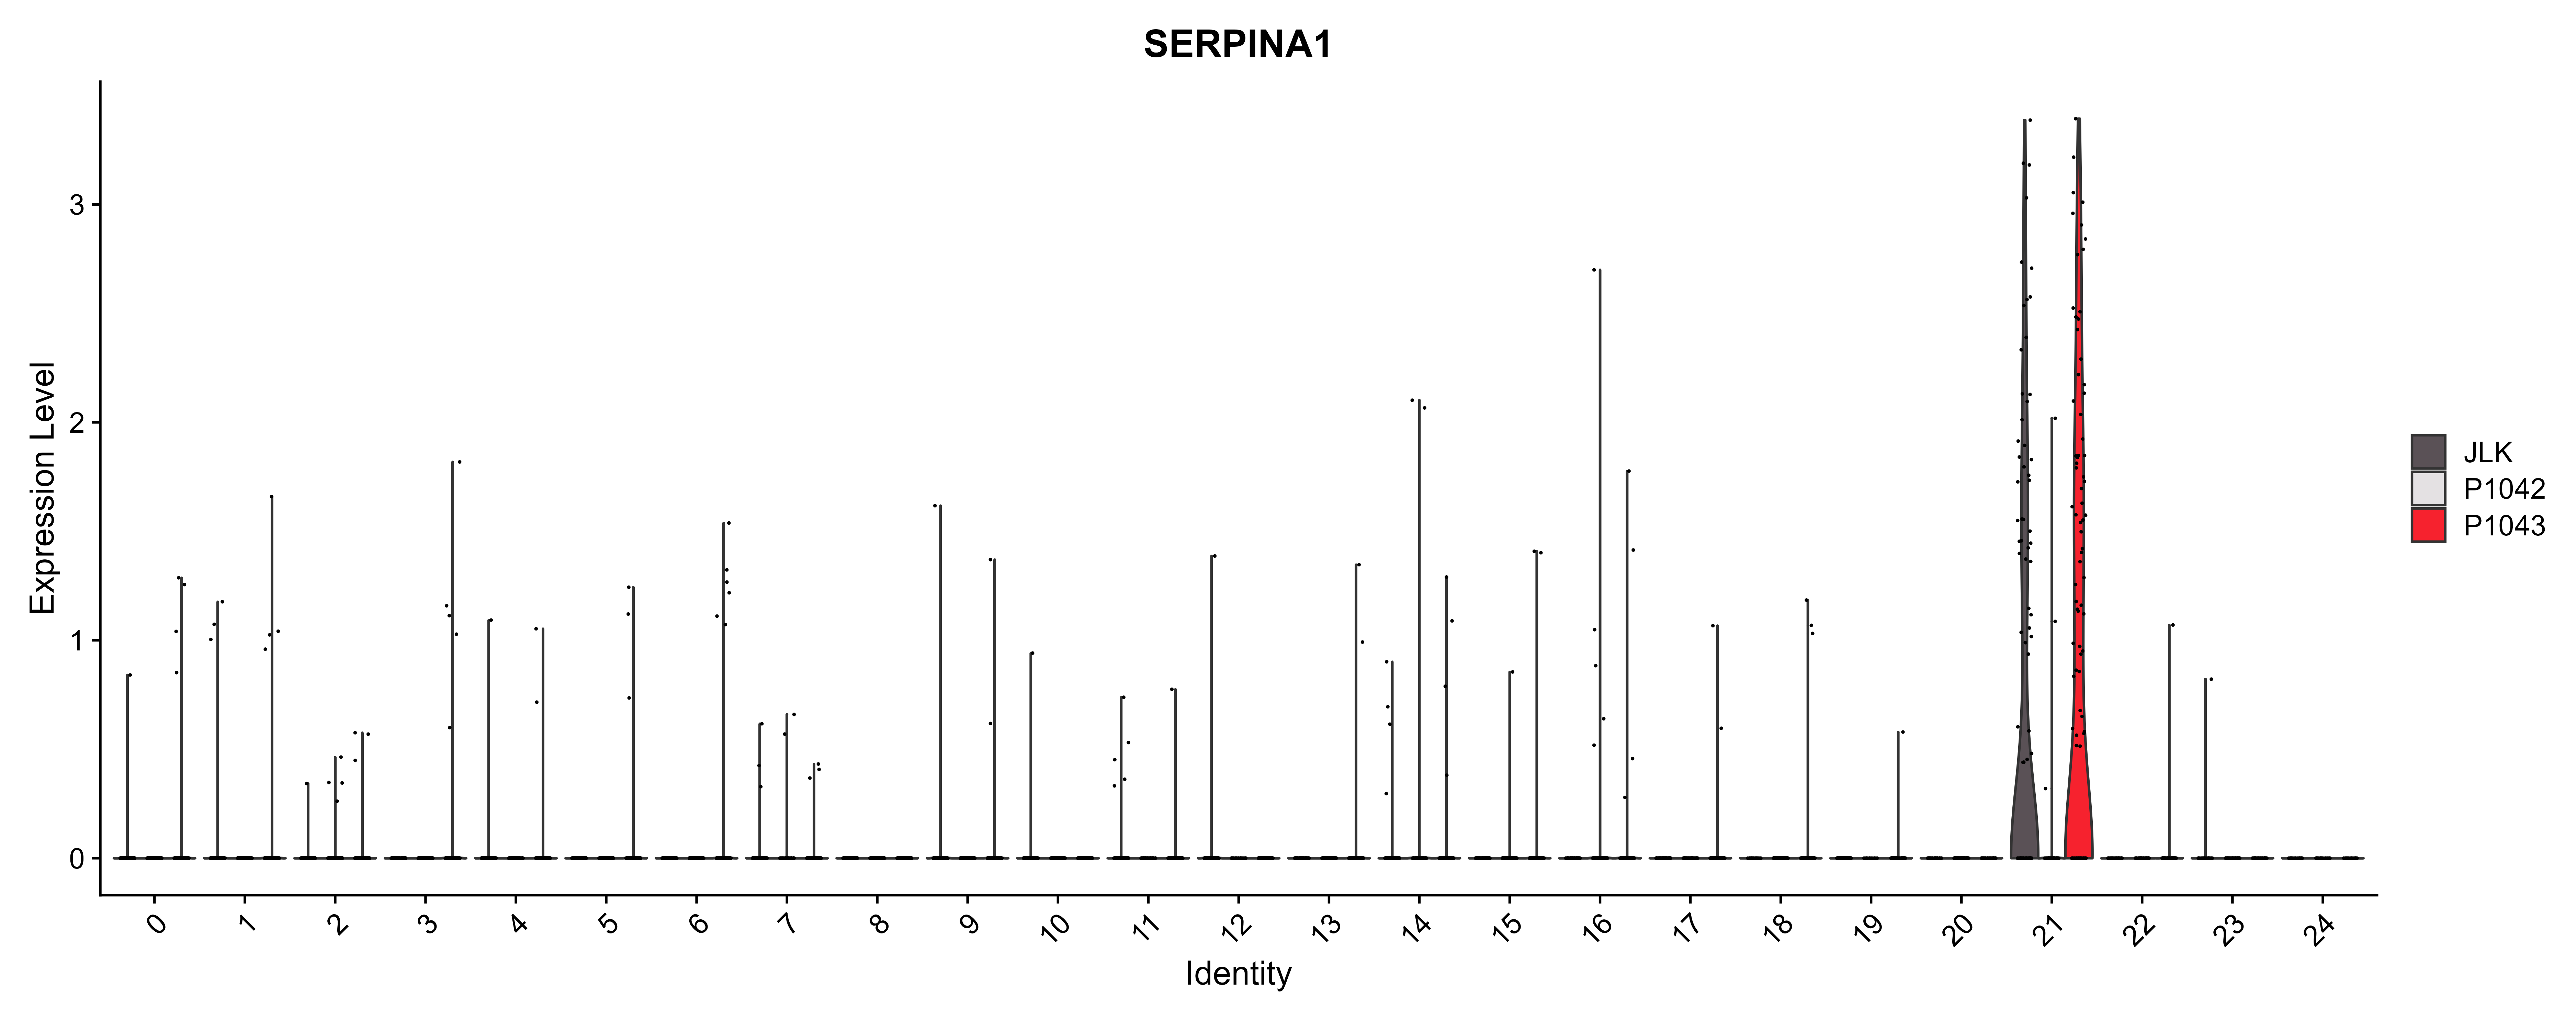 SERPINA1
Expression Level
3
2
1
0
0 1 2 3 4 5 6 7 8 9 10 11 12 13 14 15 16 17 18 19 20 21 22 23 24
Identity
JLK
P1042
P1043